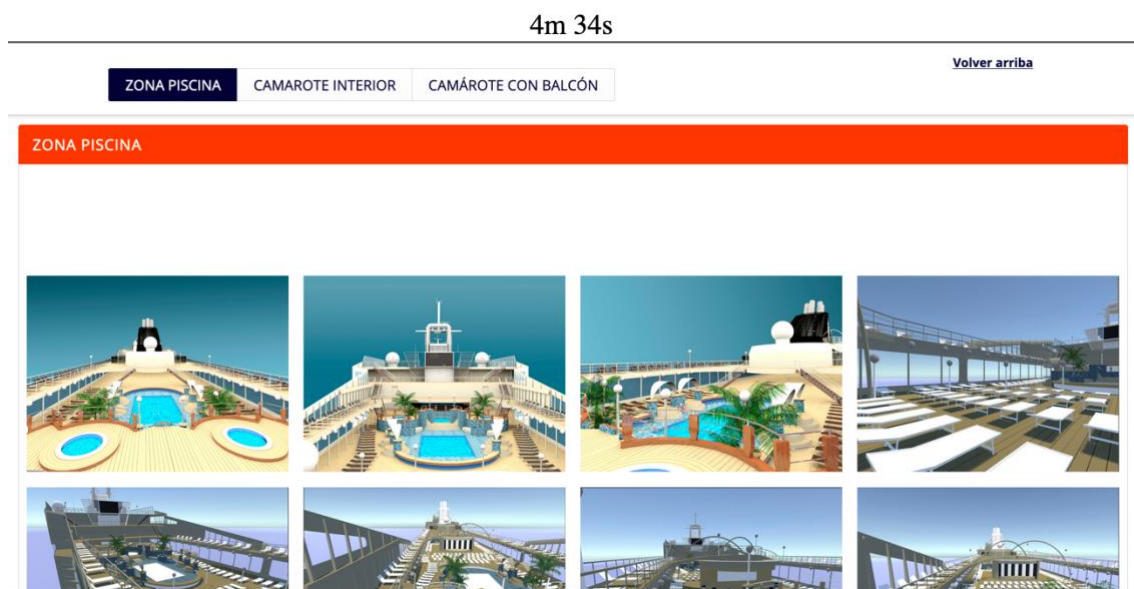 4m 34s
Volver arriba
ZONA PISCINA CAMAROTE INTERIOR CAMÁROTE CON BALCÓN
ZONA PISCINA